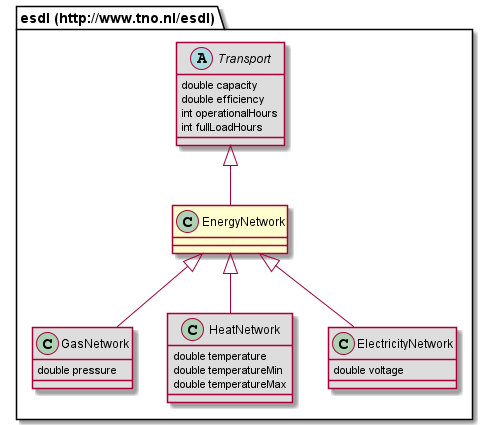 esdl (http://www.tno.nl/esdl)
A Transport
double capacity
double efficiency
int operationalHours
int fullLoadHours
C EnergyNetwork
C GasNetwork
double pressure
C HeatNetwork
double temperature
double temperatureMin
double temperatureMax
C ElectricityNetwork
double voltage